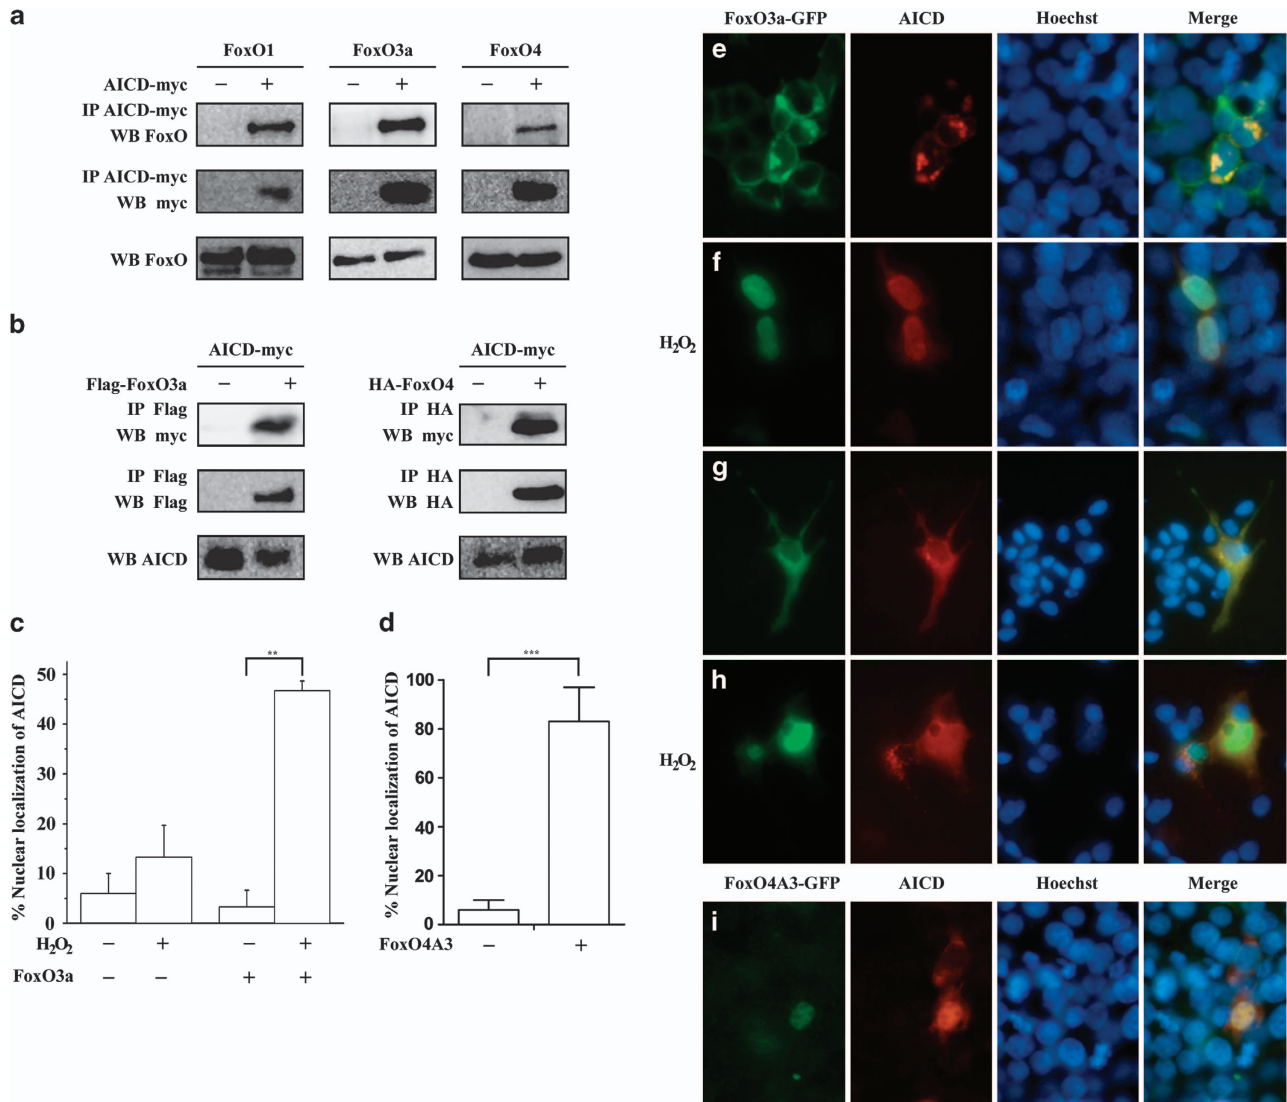 a
FoxO1 FoxO3a FoxO4
AICD-myc – + – + – +
IP AICD-myc
WB FoxO
IP AICD-myc
WB myc
WB FoxO
b
AICD-myc AICD-myc
Flag-FoxO3a – + HA-FoxO4 – +
IP Flag IP HA
WB myc WB myc
IP Flag IP HA
WB Flag WB HA
WB AICD WB AICD
c
% Nuclear localization of AICD
50
40
30
20
10
0
**
H₂O₂ – + – +
FoxO3a – – + +
d
% Nuclear localization of AICD
100
80
60
40
20
0
***
FoxO4A3 – +
FoxO3a-GFP AICD Hoechst Merge
e
f
H₂O₂
g
h
H₂O₂
FoxO4A3-GFP AICD Hoechst Merge
i